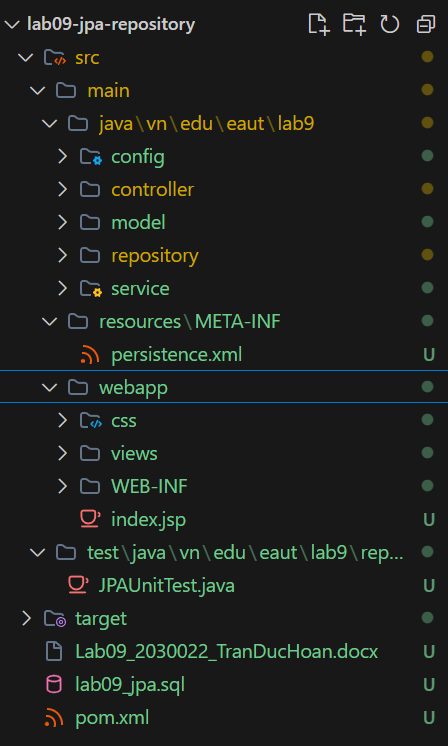 lab09-jpa-repository
src
main
java\vn\edu\eaut\lab9
config
controller
model
repository
service
resources\META-INF
persistence.xml U
webapp
css
views
WEB-INF
index.jsp U
test\java\vn\edu\eaut\lab9\rep...
JPAUnitTest.java U
target
Lab09_2030022_TranDucHoan.docx U
lab09_jpa.sql U
pom.xml U